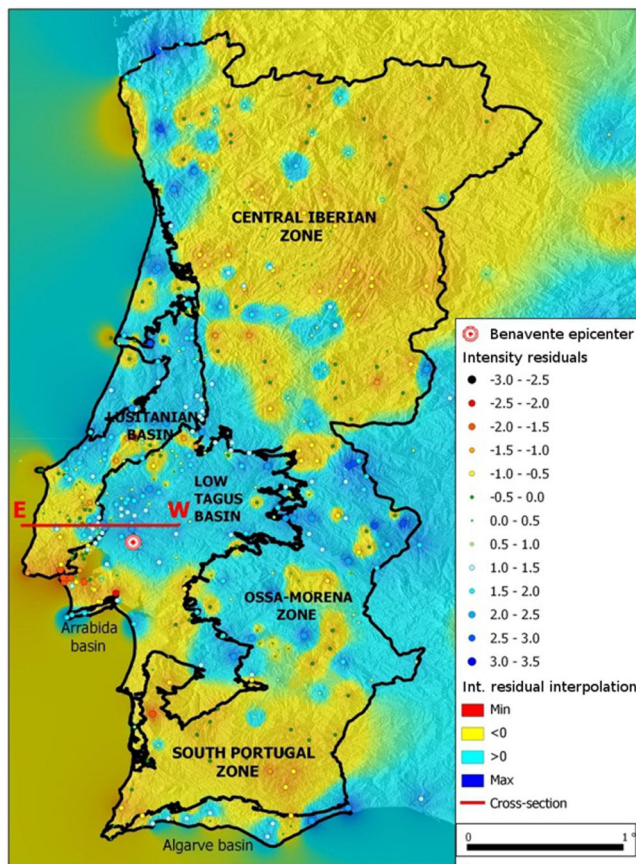 CENTRAL IBERIAN
ZONE
LUSITANIAN
BASIN
LOW
TAGUS
BASIN
E
W
OSSA-MORENA
ZONE
Arrabida
basin
SOUTH PORTUGAL
ZONE
Algarve basin
Benavente epicenter
Intensity residuals
-3.0 - -2.5
-2.5 - -2.0
-2.0 - -1.5
-1.5 - -1.0
-1.0 - -0.5
-0.5 - 0.0
0.0 - 0.5
0.5 - 1.0
1.0 - 1.5
1.5 - 2.0
2.0 - 2.5
2.5 - 3.0
3.0 - 3.5
Int. residual interpolation
Min
<0
>0
Max
Cross-section
0 1 °